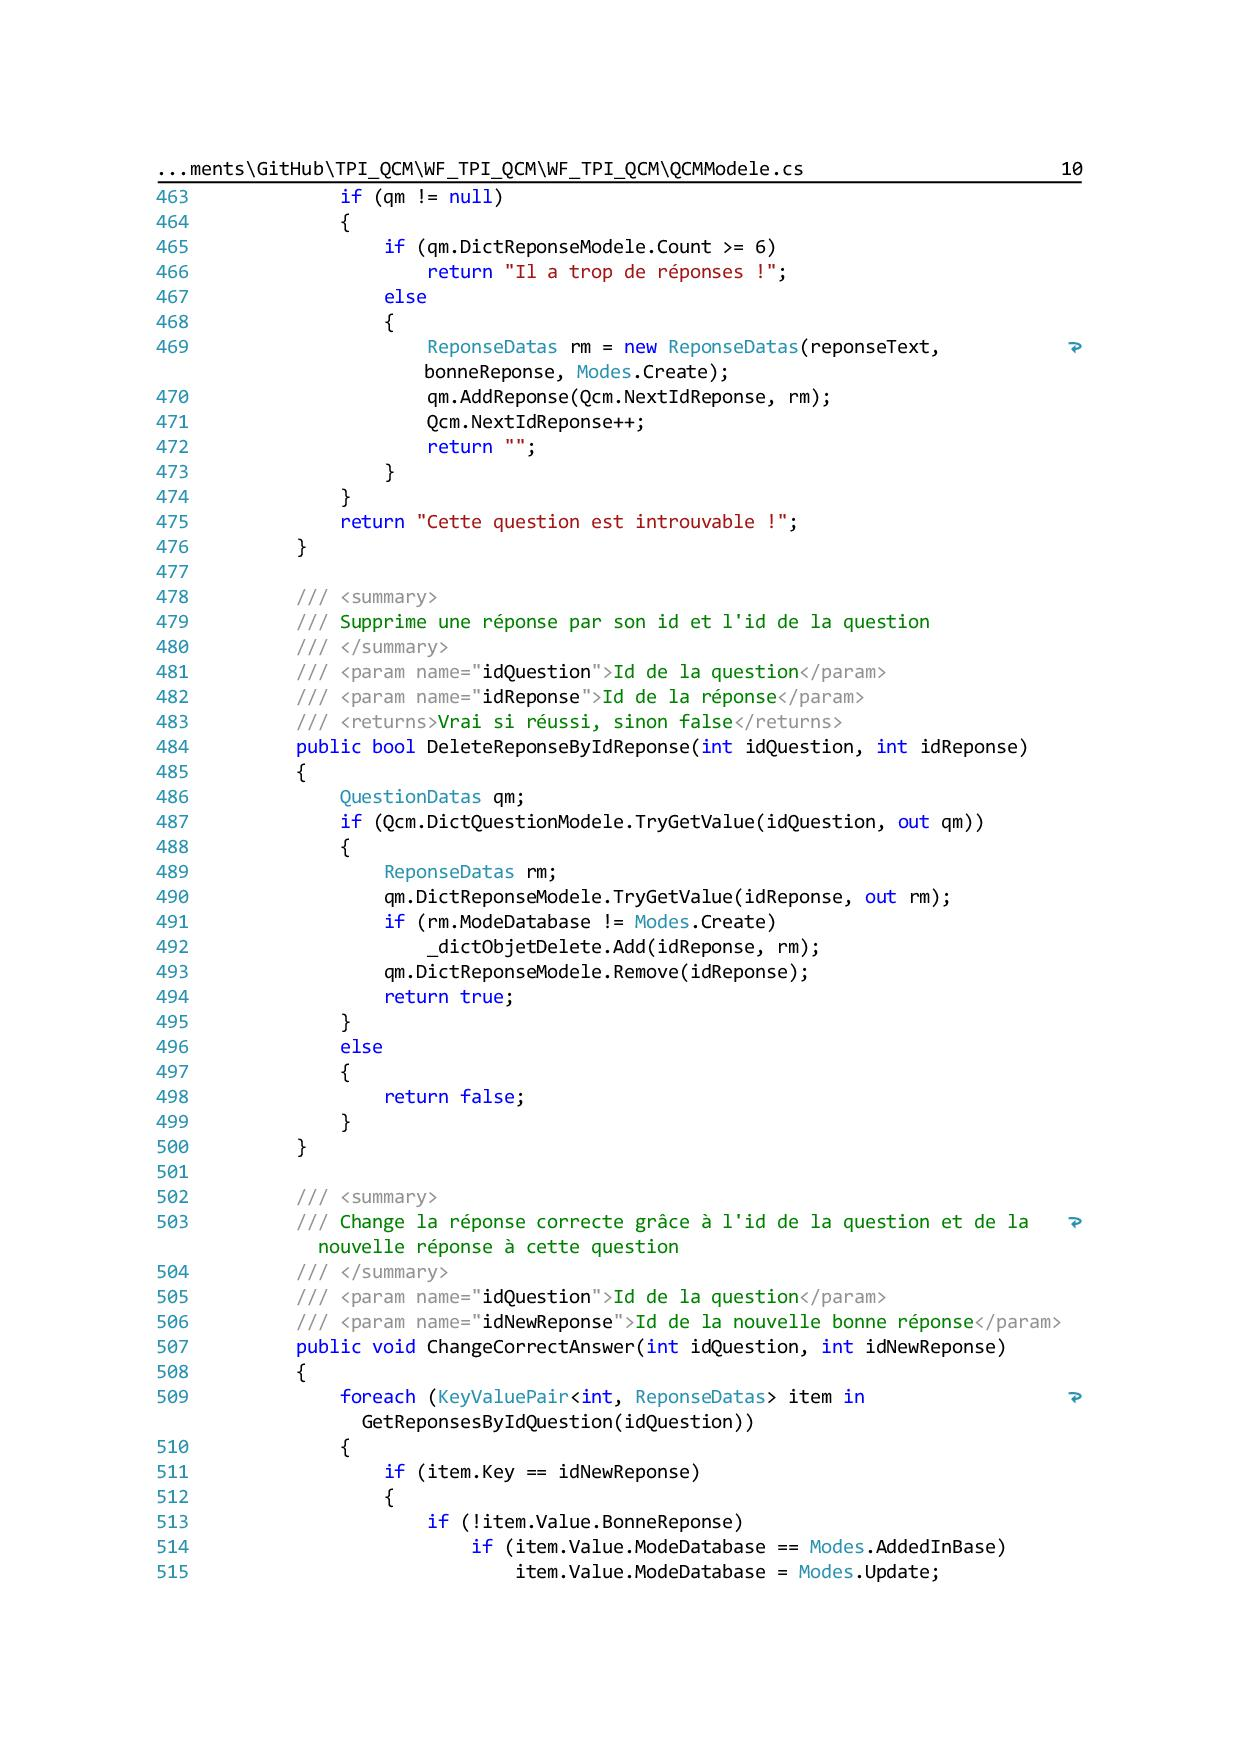 ...ments\GitHub\TPI_QCM\WF_TPI_QCM\WF_TPI_QCM\QCMModele.cs 10
463 if (qm != null)
464 {
465 if (qm.DictReponseModele.Count >= 6)
466 return "Il a trop de réponses !";
467 else
468 {
469 ReponseDatas rm = new ReponseDatas(reponseText,
bonneReponse, Modes.Create);
470 qm.AddReponse(Qcm.NextIdReponse, rm);
471 Qcm.NextIdReponse++;
472 return "";
473 }
474 }
475 return "Cette question est introuvable !";
476 }
477
478 /// <summary>
479 /// Supprime une réponse par son id et l'id de la question
480 /// </summary>
481 /// <param name="idQuestion">Id de la question</param>
482 /// <param name="idReponse">Id de la réponse</param>
483 /// <returns>Vrai si réussi, sinon false</returns>
484 public bool DeleteReponseByIdReponse(int idQuestion, int idReponse)
485 {
486 QuestionDatas qm;
487 if (Qcm.DictQuestionModele.TryGetValue(idQuestion, out qm))
488 {
489 ReponseDatas rm;
490 qm.DictReponseModele.TryGetValue(idReponse, out rm);
491 if (rm.ModeDatabase != Modes.Create)
492 _dictObjetDelete.Add(idReponse, rm);
493 qm.DictReponseModele.Remove(idReponse);
494 return true;
495 }
496 else
497 {
498 return false;
499 }
500 }
501
502 /// <summary>
503 /// Change la réponse correcte grâce à l'id de la question et de la
nouvelle réponse à cette question
504 /// </summary>
505 /// <param name="idQuestion">Id de la question</param>
506 /// <param name="idNewReponse">Id de la nouvelle bonne réponse</param>
507 public void ChangeCorrectAnswer(int idQuestion, int idNewReponse)
508 {
509 foreach (KeyValuePair<int, ReponseDatas> item in
GetReponsesByIdQuestion(idQuestion))
510 {
511 if (item.Key == idNewReponse)
512 {
513 if (!item.Value.BonneReponse)
514 if (item.Value.ModeDatabase == Modes.AddedInBase)
515 item.Value.ModeDatabase = Modes.Update;